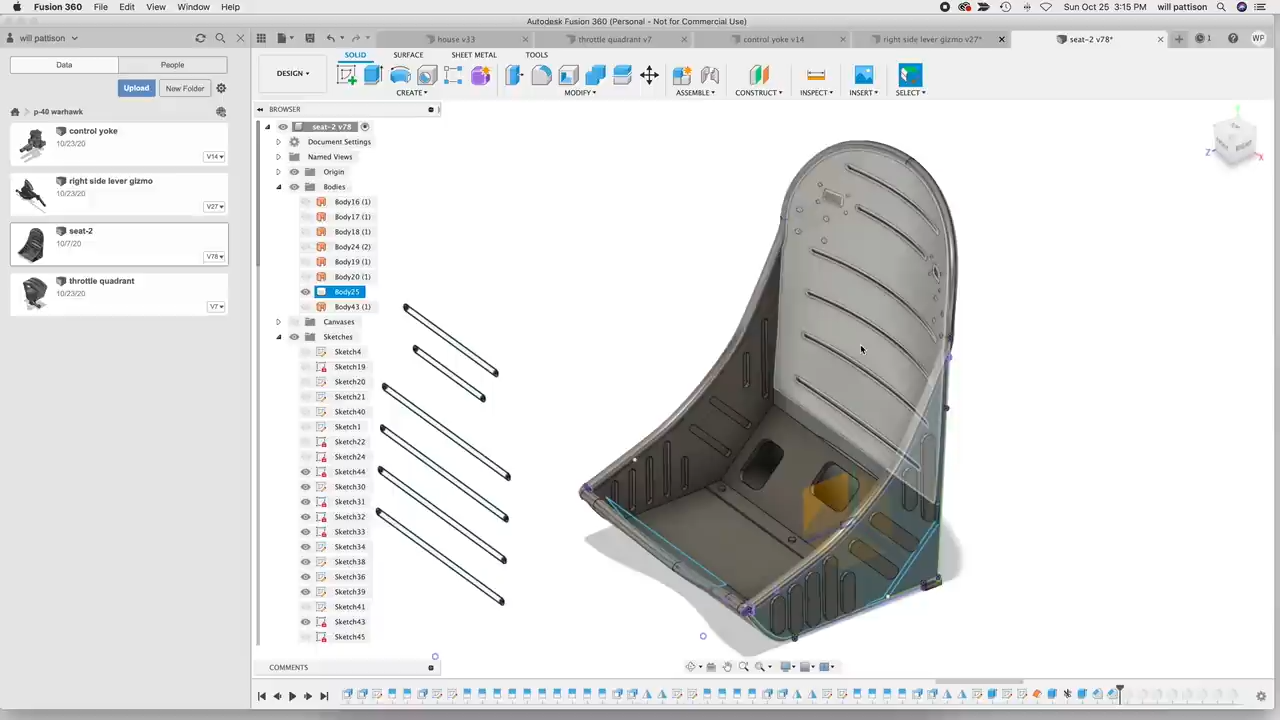 Fusion 360 File Edit View Window Help
Sun Oct 25 3:15 PM will pattison
Autodesk Fusion 360 (Personal - Not for Commercial Use)
will pattison
house v33
throttle quadrant v7
control yoke v14
right side lever gizmo v27*
seat-2 v78*
1
WP
Data People
SOLID SURFACE SHEET METAL TOOLS
Upload New Folder
DESIGN
CREATE MODIFY ASSEMBLE CONSTRUCT INSPECT INSERT SELECT
p-40 warhawk
control yoke
10/23/20
V14
right side lever gizmo
10/23/20
V27
seat-2
10/7/20
V78
throttle quadrant
10/23/20
V7
BROWSER
seat-2 v78
Document Settings
Named Views
Origin
Bodies
Body16 (1)
Body17 (1)
Body18 (1)
Body24 (2)
Body19 (1)
Body20 (1)
Body25
Body43 (1)
Canvases
Sketches
Sketch4
Sketch19
Sketch20
Sketch21
Sketch40
Sketch1
Sketch22
Sketch24
Sketch44
Sketch30
Sketch31
Sketch32
Sketch33
Sketch34
Sketch38
Sketch36
Sketch39
Sketch41
Sketch43
Sketch45
COMMENTS
Z
X